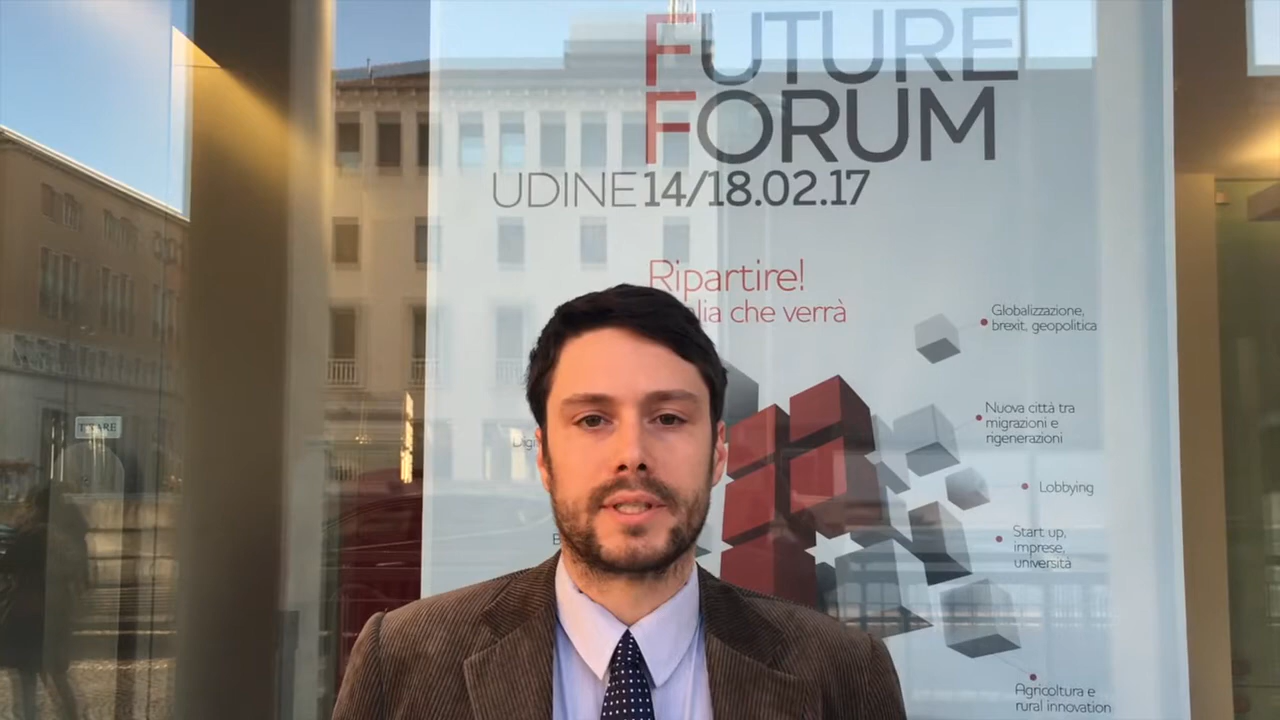 FUTURE
FORUM
UDINE 14/18.02.17
Ripartire!
che verrà
Globalizzazione,
brexit, geopolitica
Nuova città tra
migrazioni e
rigenerazioni
Lobbying
Start up,
imprese,
università
Agricoltura e
rural innovation